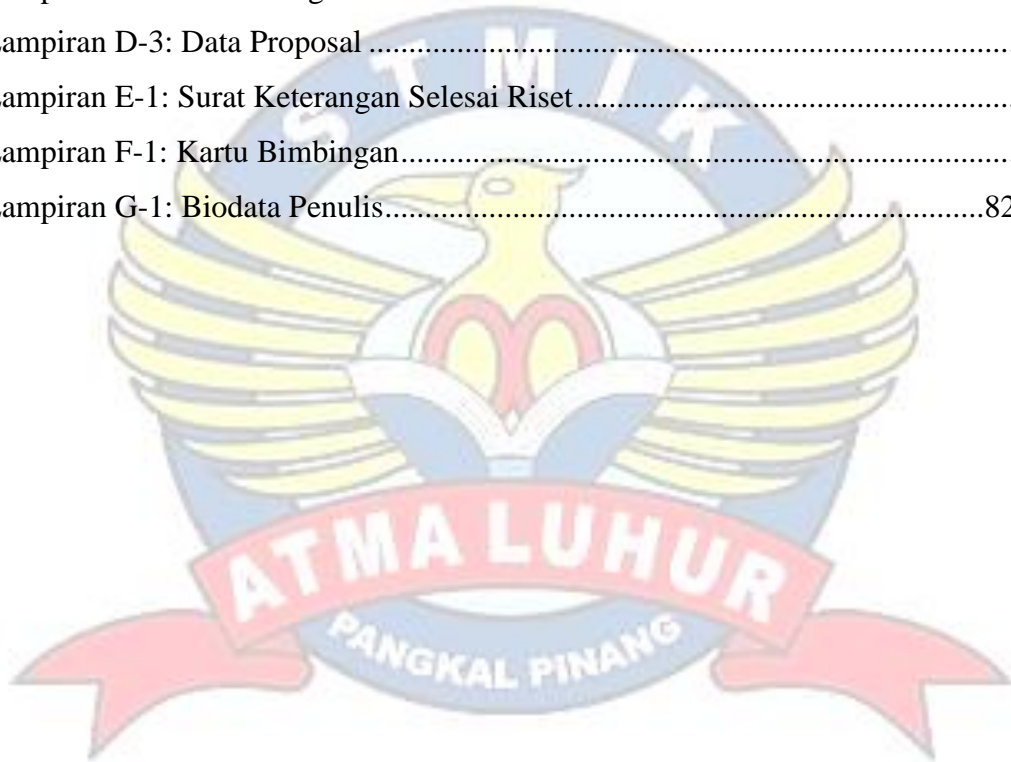 ampiran D-3: Data Proposal ....................................................................................
ampiran E-1: Surat Keterangan Selesai Riset.......................................................
ampiran F-1: Kartu Bimbingan.............................................................................
ampiran G-1: Biodata Penulis...........................................................................82
STMIK
ATMA LUHUR
PANGKAL PINANG